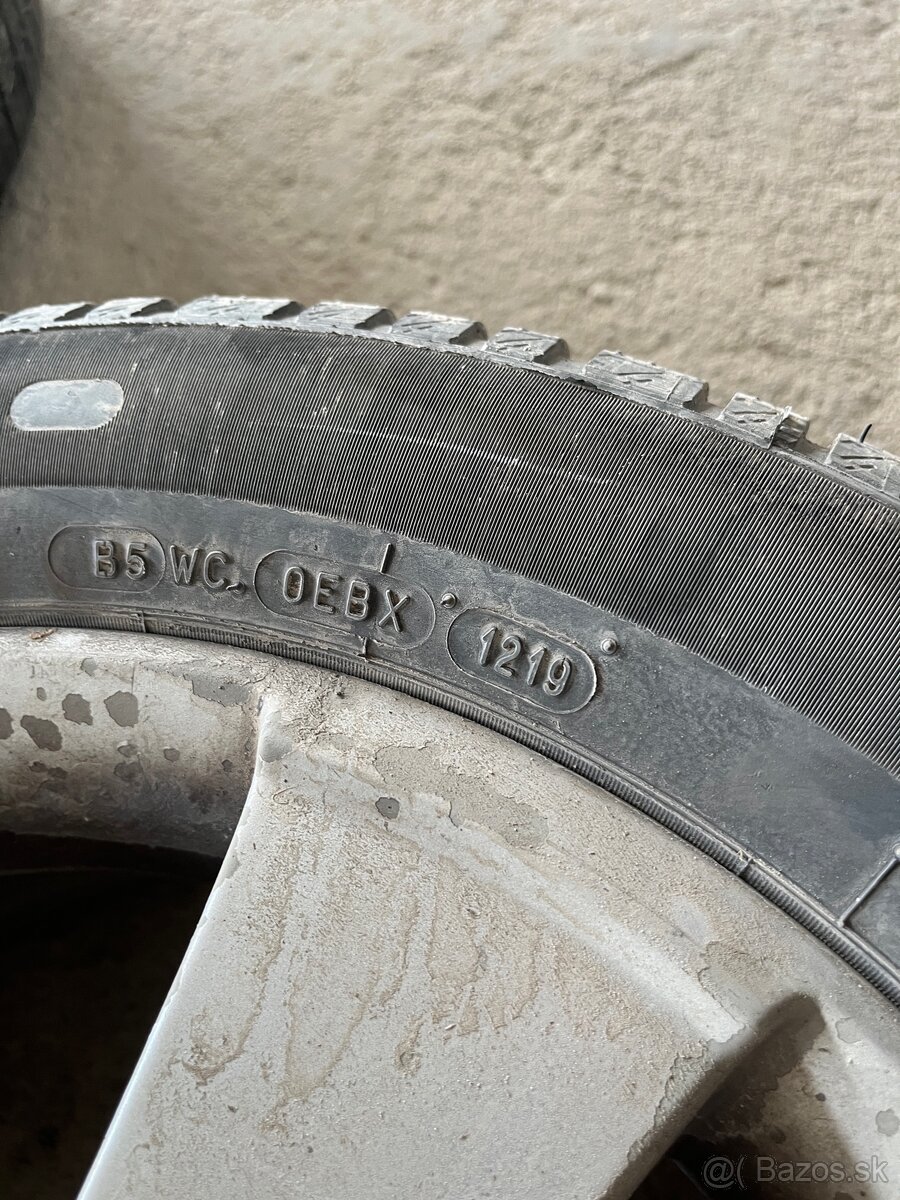 B5 WC 0EBX 1219
@( Bazos.sk